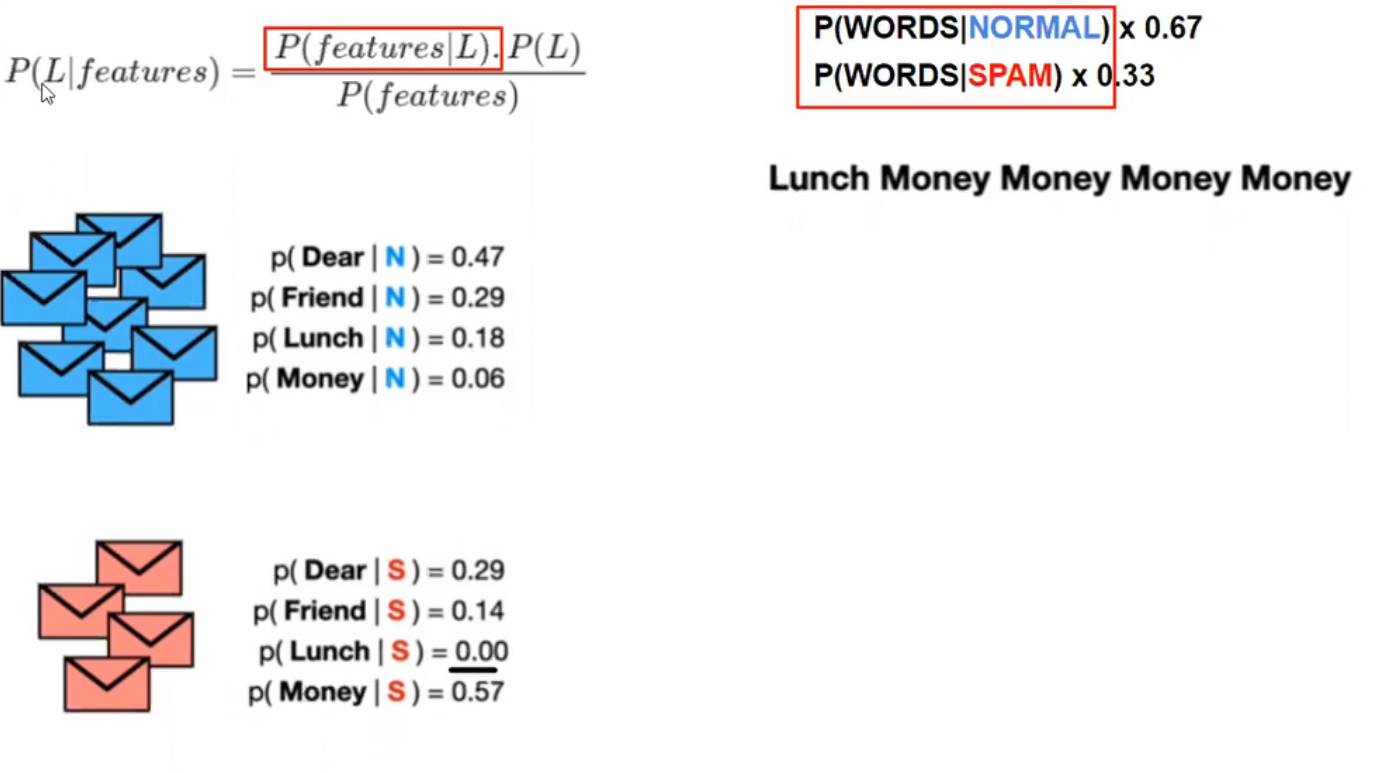 P(L|features) = P(features|L).P(L) / P(features)
P(WORDS|NORMAL) x 0.67
P(WORDS|SPAM) x 0.33
Lunch Money Money Money Money
p( Dear | N ) = 0.47
p( Friend | N ) = 0.29
p( Lunch | N ) = 0.18
p( Money | N ) = 0.06
p( Dear | S ) = 0.29
p( Friend | S ) = 0.14
p( Lunch | S ) = 0.00
p( Money | S ) = 0.57